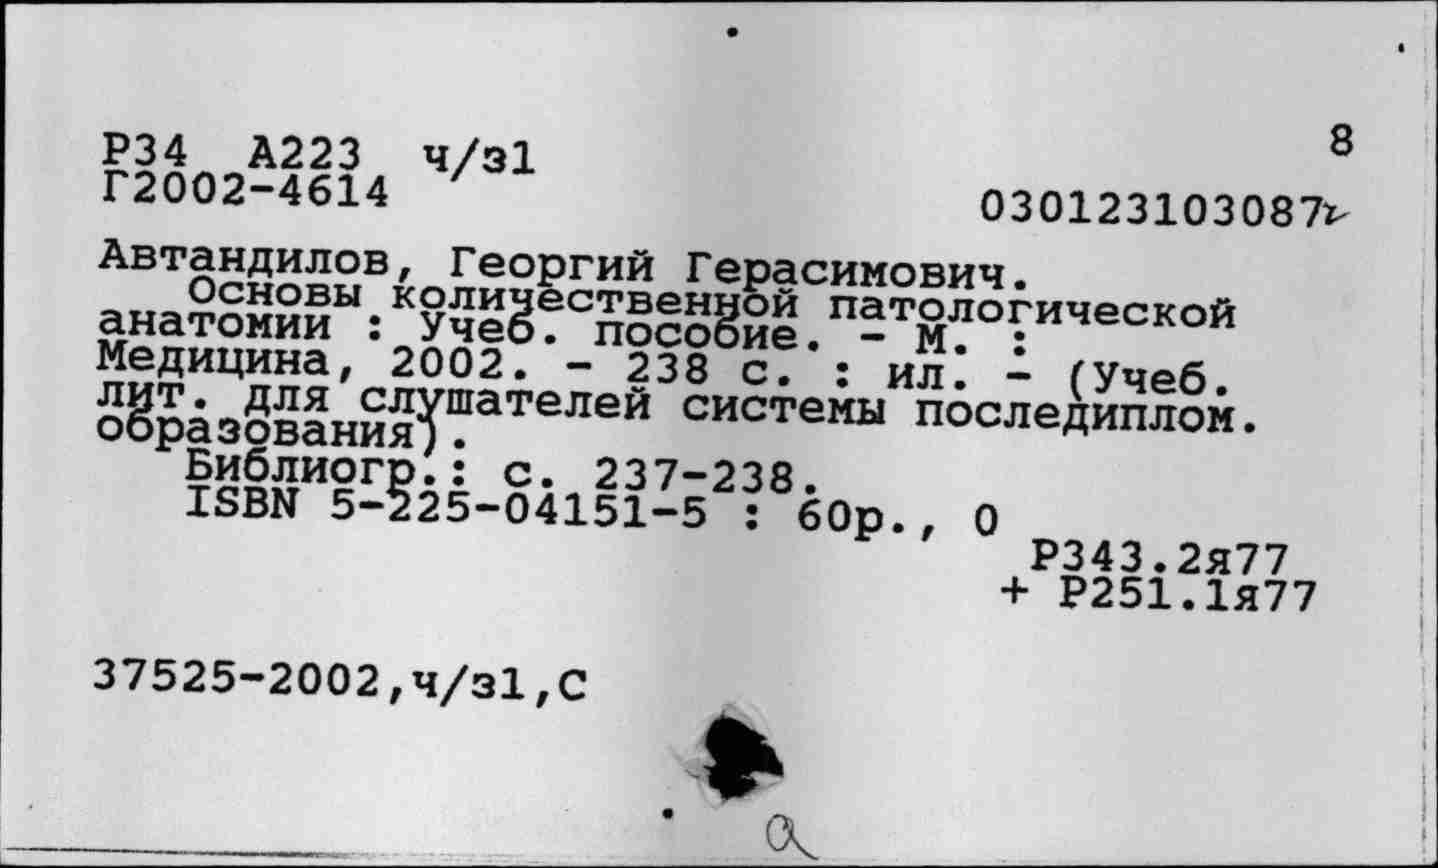 Р34 А223 ч/з1 8
Г2002-4614
030123103087
Автандилов, Георгий Герасимович.
Основы количественной патологической
анатомии : Учеб. пособие. - М. :
Медицина, 2002. - 238 с. : ил. - (Учеб.
лит. для слушателей системы последиплом.
образования).
Библиогр.: с. 237-238.
ISBN 5-225-04151-5 : 60р., 0
Р343.2я77
+ Р251.1я77
37525-2002,ч/з1,С